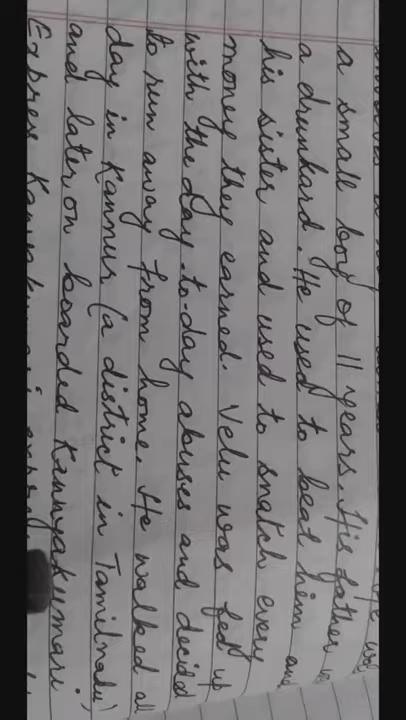 a small boy of 11 years. His father
a drunkard. He used to beat him and
his sister and used to snatch every
money they earned. Velu was fed up
with the day-to-day abuses and decided
to run away from home. He walked all
day in Kannur (a district in Tamilnadu)
and later on boarded Kannyakumari
Express